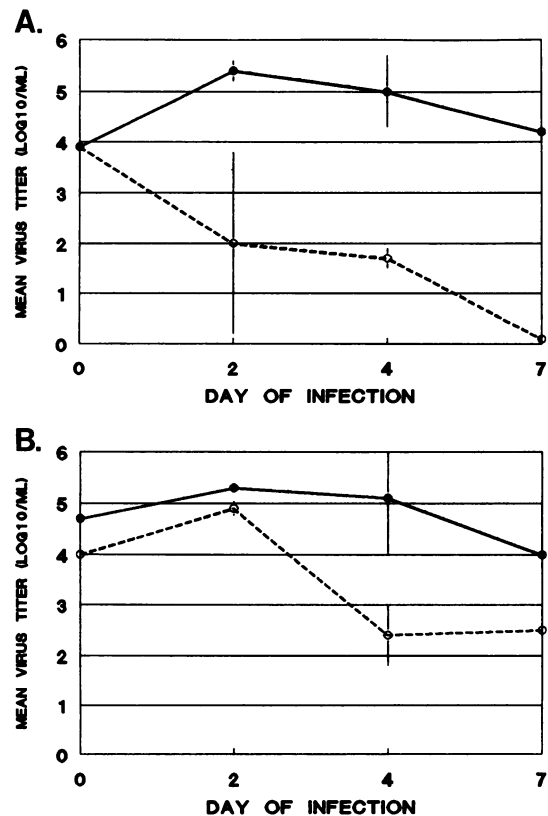 A.
MEAN VIRUS TITER (LOG10/ML)
6
5
4
3
2
1
0
0 2 4 7
DAY OF INFECTION
B.
MEAN VIRUS TITER (LOG10/ML)
6
5
4
3
2
1
0
0 2 4 7
DAY OF INFECTION